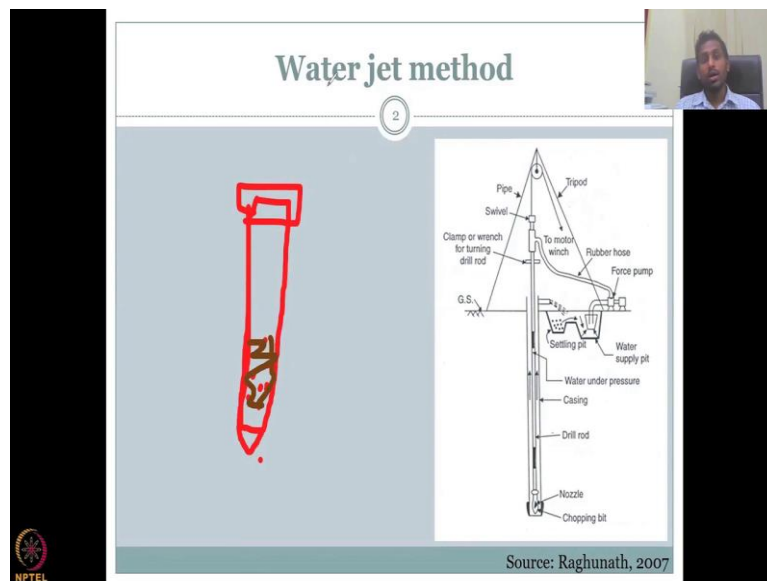 Water jet method
2
Pipe
Tripod
Swivel
To motor
winch
Clamp or wrench
for turning
drill rod
Rubber hose
Force pump
G.S.
Settling pit
Water
supply pit
Water under pressure
Casing
Drill rod
Nozzle
Chopping bit
Source: Raghunath, 2007
NPTEL